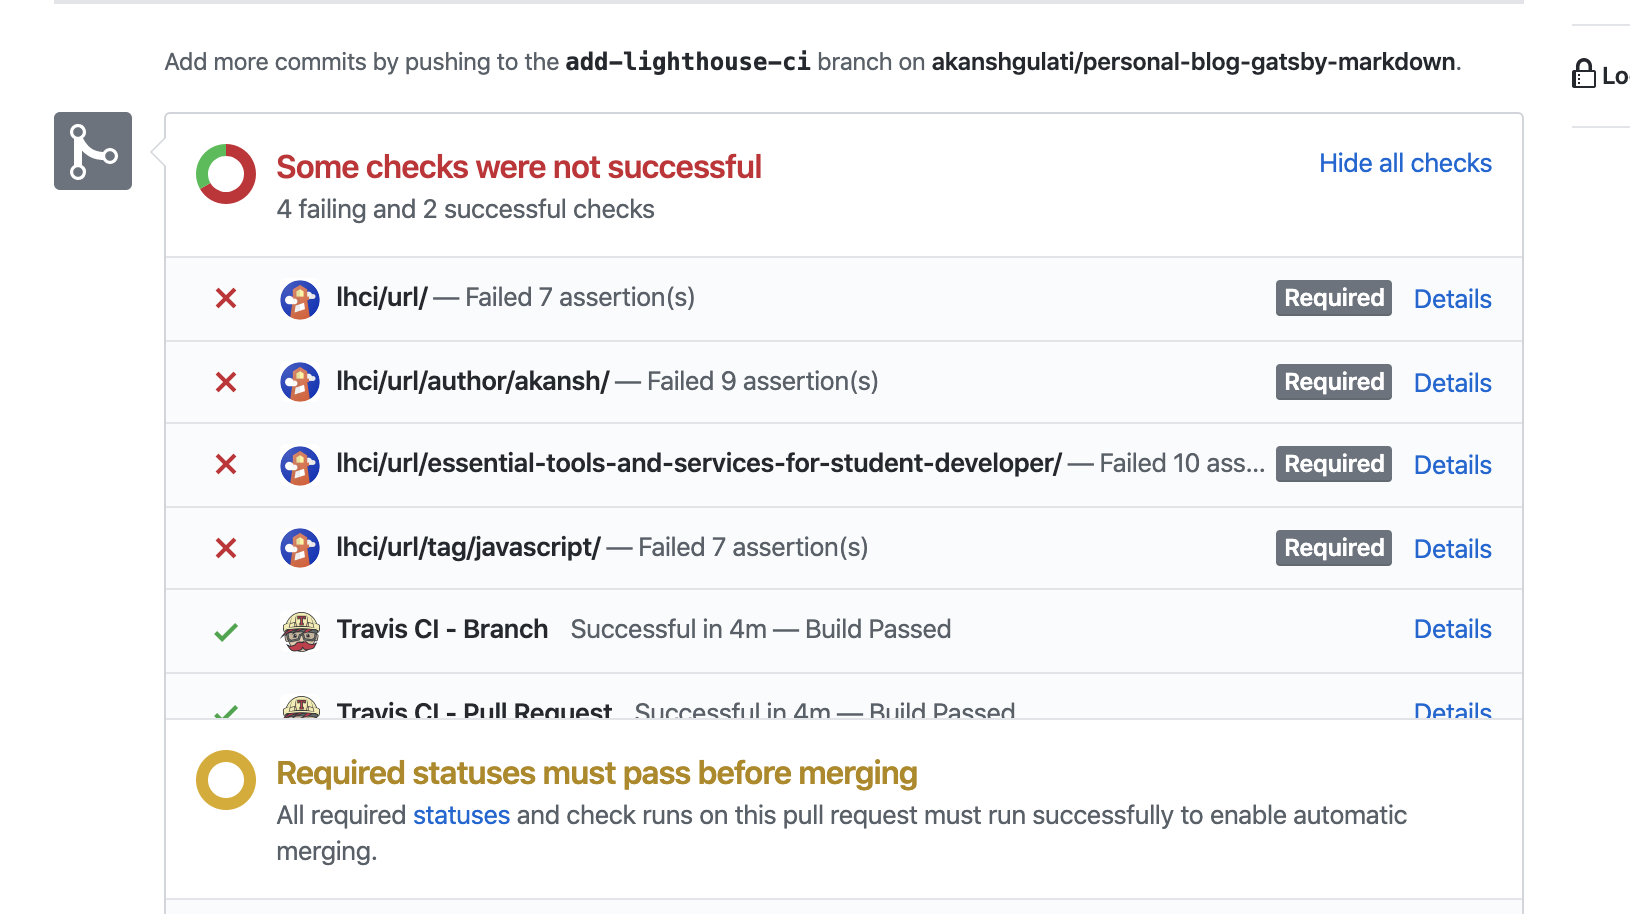 Add more commits by pushing to the add-lighthouse-ci branch on akanshgulati/personal-blog-gatsby-markdown.
Lo
Some checks were not successful
Hide all checks
4 failing and 2 successful checks
lhci/url/ — Failed 7 assertion(s) Required Details
lhci/url/author/akansh/ — Failed 9 assertion(s) Required Details
lhci/url/essential-tools-and-services-for-student-developer/ — Failed 10 ass... Required Details
lhci/url/tag/javascript/ — Failed 7 assertion(s) Required Details
Travis CI - Branch Successful in 4m — Build Passed Details
Travis CI - Pull Request Successful in 4m — Build Passed Details
Required statuses must pass before merging
All required statuses and check runs on this pull request must run successfully to enable automatic
merging.